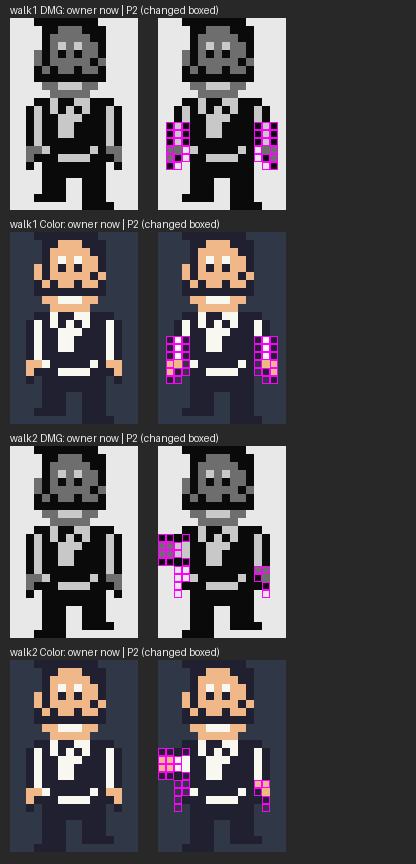 walk1 DMG: owner now | P2 (changed boxed)
walk1 Color: owner now | P2 (changed boxed)
walk2 DMG: owner now | P2 (changed boxed)
walk2 Color: owner now | P2 (changed boxed)